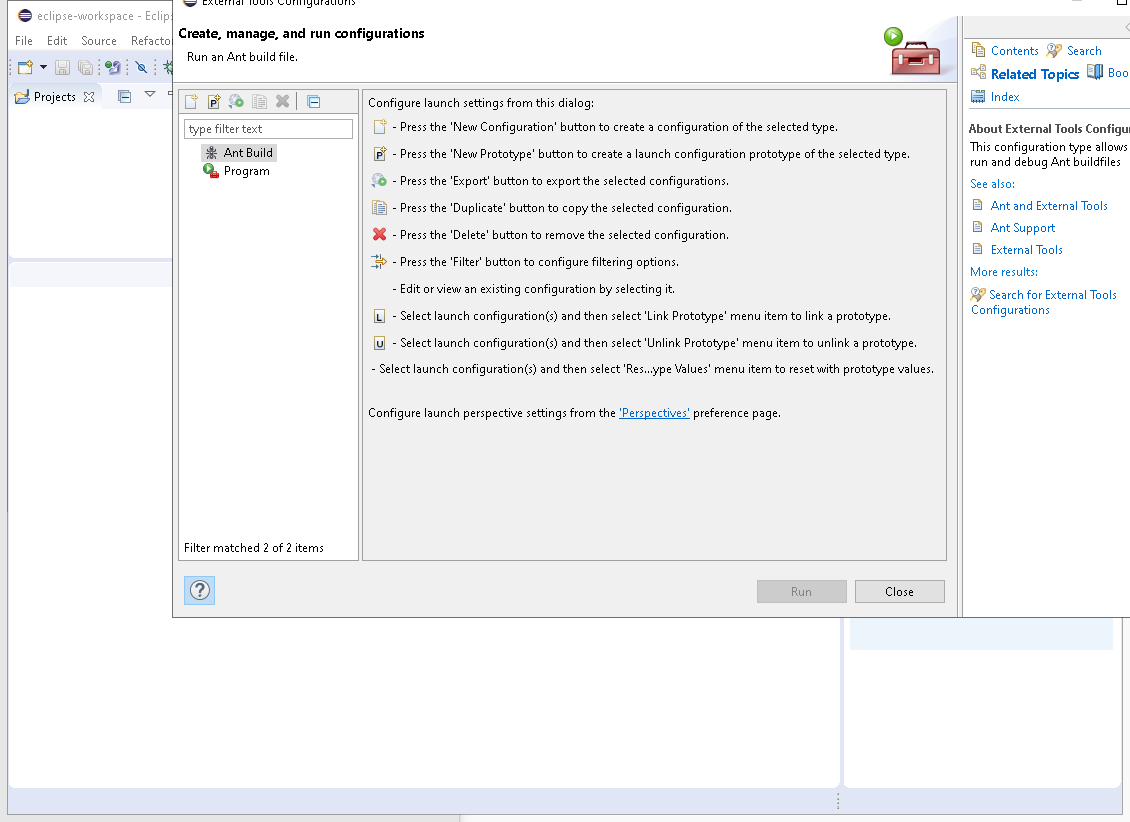 eclipse-workspace - Eclips
File Edit Source Refacto
Projects
External Tools Configurations
Create, manage, and run configurations
Run an Ant build file.
type filter text
Ant Build
Program
Filter matched 2 of 2 items
Configure launch settings from this dialog:
- Press the 'New Configuration' button to create a configuration of the selected type.
P - Press the 'New Prototype' button to create a launch configuration prototype of the selected type.
- Press the 'Export' button to export the selected configurations.
- Press the 'Duplicate' button to copy the selected configuration.
- Press the 'Delete' button to remove the selected configuration.
- Press the 'Filter' button to configure filtering options.
- Edit or view an existing configuration by selecting it.
L - Select launch configuration(s) and then select 'Link Prototype' menu item to link a prototype.
U - Select launch configuration(s) and then select 'Unlink Prototype' menu item to unlink a prototype.
- Select launch configuration(s) and then select 'Res...ype Values' menu item to reset with prototype values.
Configure launch perspective settings from the 'Perspectives' preference page.
?
Run
Close
Contents Search
Related Topics Boo
Index
About External Tools Configur
This configuration type allows
run and debug Ant buildfiles
See also:
Ant and External Tools
Ant Support
External Tools
More results:
Search for External Tools
Configurations